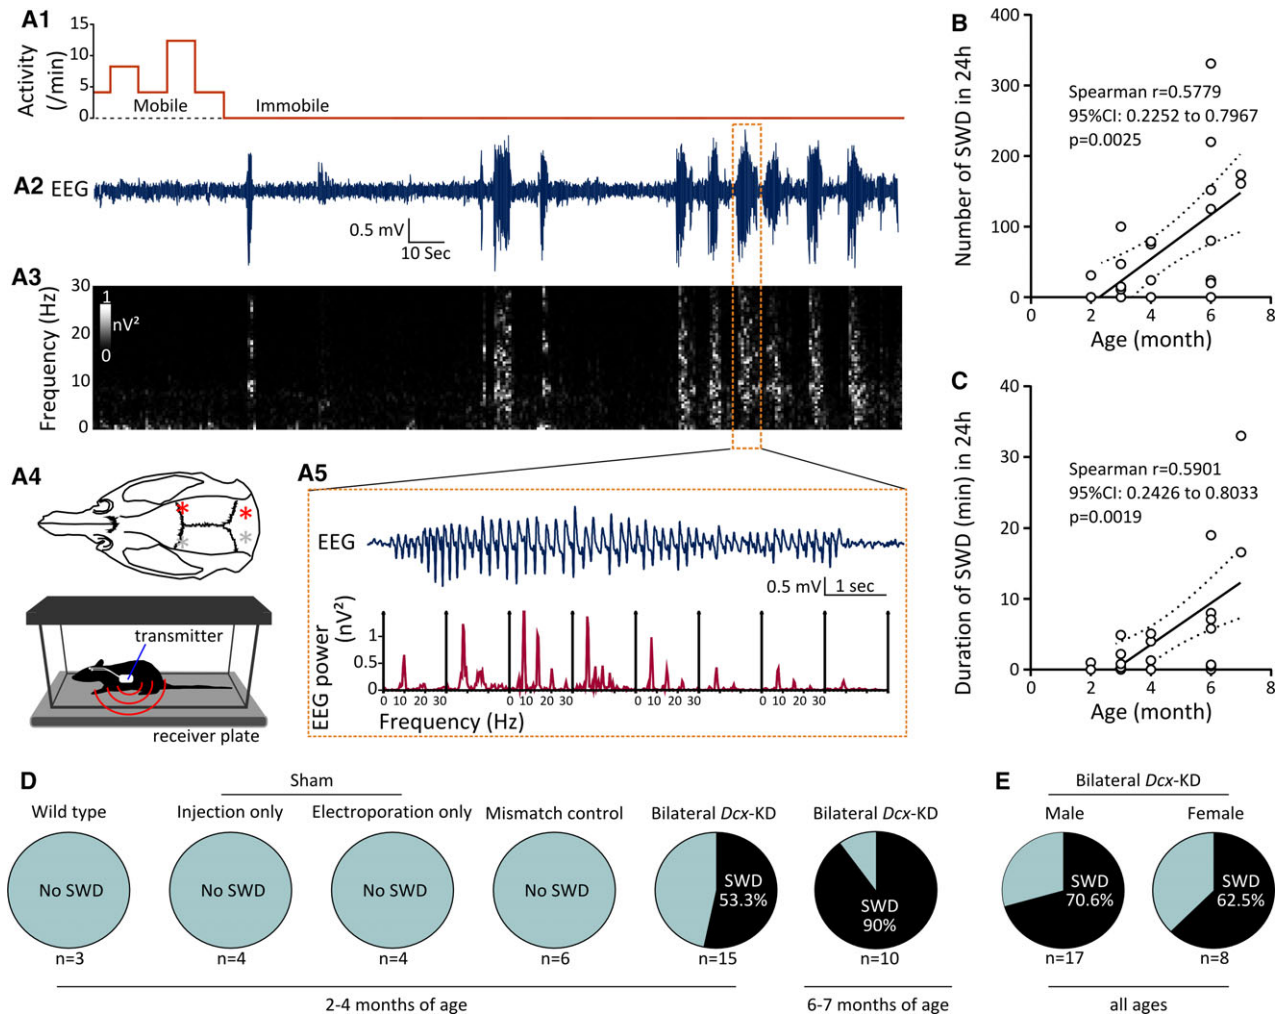 A1
15
10
5
0
Activity
(/min)
Mobile
Immobile
A2
EEG
0.5 mV
10 Sec
A3
30
20
10
0
Frequency (Hz)
1
nV²
0
A4
transmitter
receiver plate
A5
EEG
0.5 mV
1 sec
EEG power
(nV²)
1
0.5
0
0 10 20 30
0 10 20 30
0 10 20 30
0 10 20 30
Frequency (Hz)
B
400
300
200
100
0
Number of SWD in 24h
Spearman r=0.5779
95%CI: 0.2252 to 0.7967
p=0.0025
0 2 4 6 8
Age (month)
C
40
30
20
10
0
Duration of SWD (min) in 24h
Spearman r=0.5901
95%CI: 0.2426 to 0.8033
p=0.0019
0 2 4 6 8
Age (month)
D
Sham
Wild type
Injection only
Electroporation only
Mismatch control
Bilateral Dcx-KD
Bilateral Dcx-KD
No SWD
No SWD
No SWD
No SWD
SWD
53.3%
SWD
90%
n=3
n=4
n=4
n=6
n=15
n=10
2-4 months of age
6-7 months of age
E
Bilateral Dcx-KD
Male
Female
SWD
70.6%
SWD
62.5%
n=17
n=8
all ages